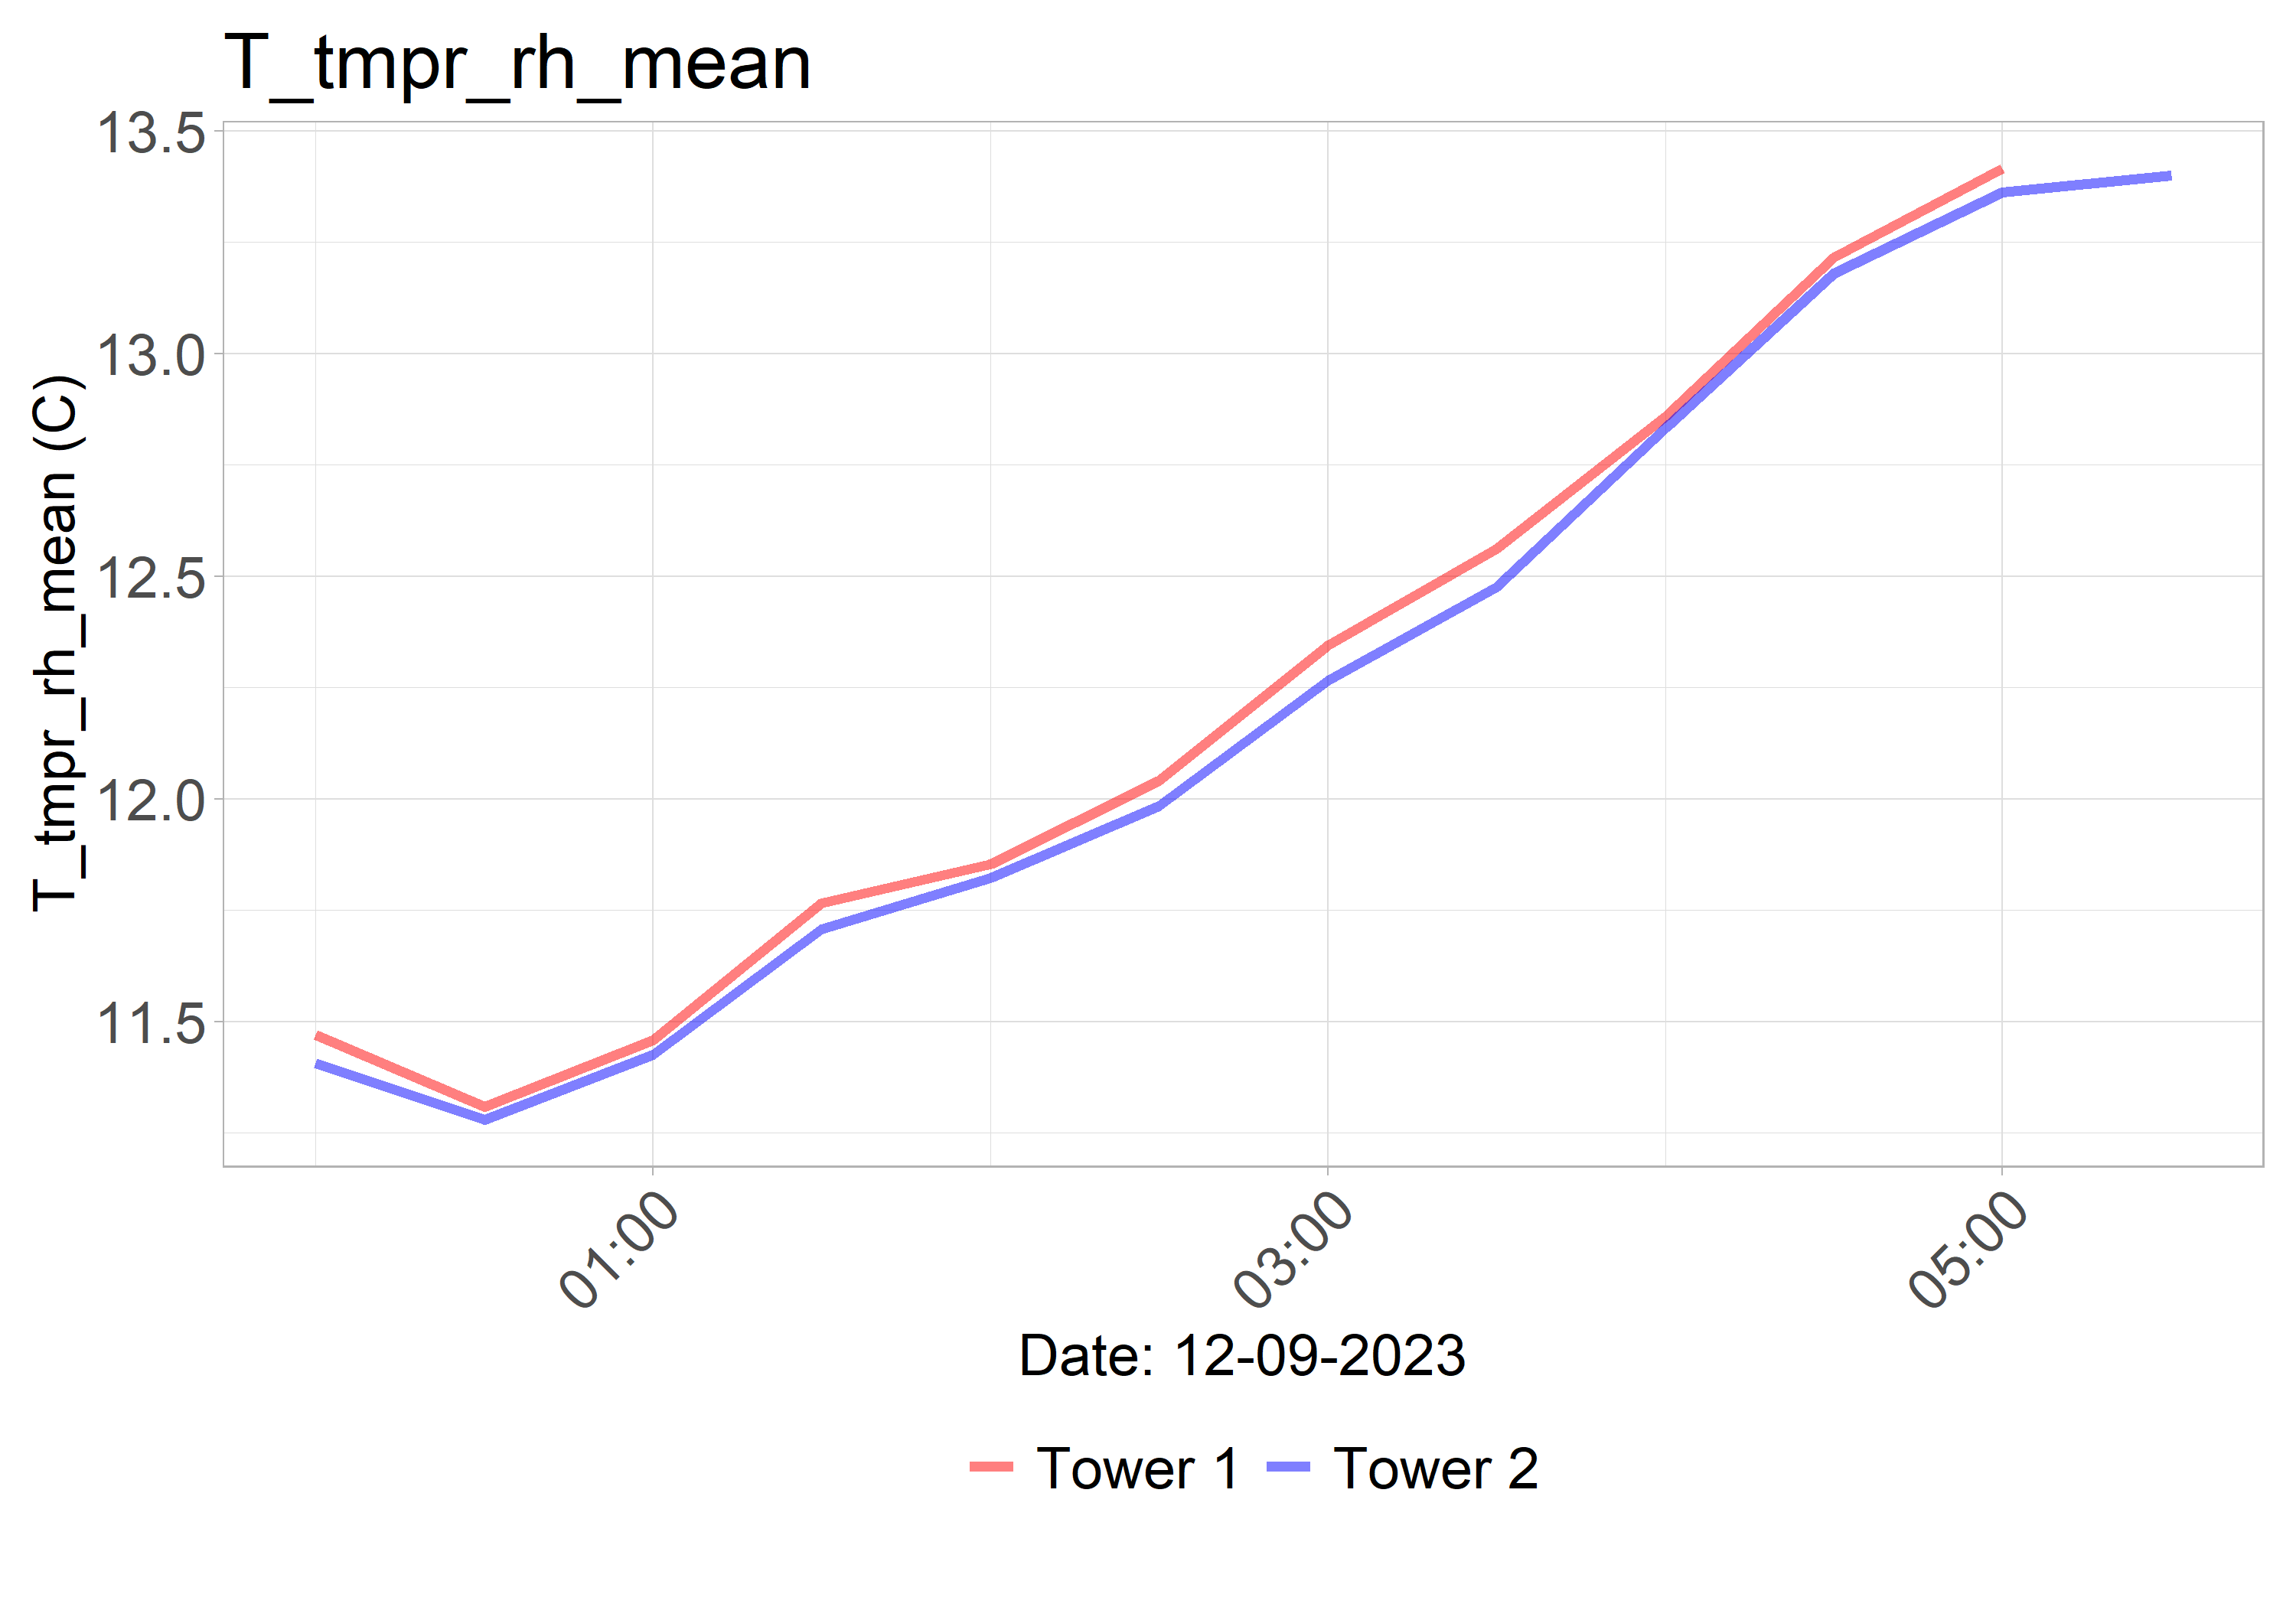 T_tmpr_rh_mean
T_tmpr_rh_mean (C)
13.5
13.0
12.5
12.0
11.5
01:00
03:00
05:00
Date: 12-09-2023
Tower 1
Tower 2